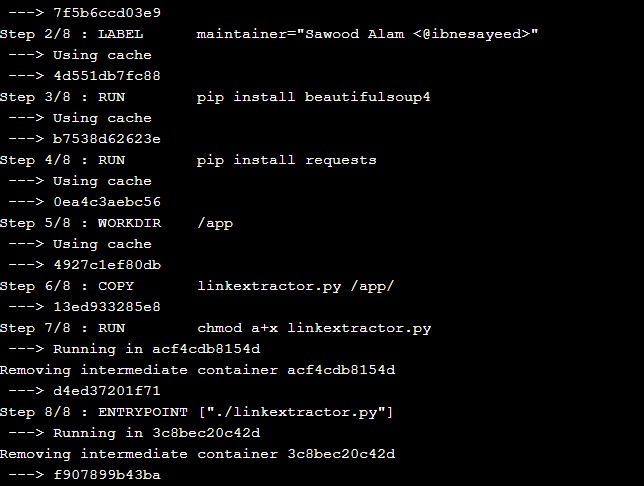 ---> 7f5b6ccd03e9
Step 2/8 : LABEL      maintainer="Sawood Alam <@ibnesayeed>"
 ---> Using cache
 ---> 4d551db7fc88
Step 3/8 : RUN        pip install beautifulsoup4
 ---> Using cache
 ---> b7538d62623e
Step 4/8 : RUN        pip install requests
 ---> Using cache
 ---> 0ea4c3aebc56
Step 5/8 : WORKDIR    /app
 ---> Using cache
 ---> 4927c1ef80db
Step 6/8 : COPY       linkextractor.py /app/
 ---> 13ed933285e8
Step 7/8 : RUN        chmod a+x linkextractor.py
 ---> Running in acf4cdb8154d
Removing intermediate container acf4cdb8154d
 ---> d4ed37201f71
Step 8/8 : ENTRYPOINT ["./linkextractor.py"]
 ---> Running in 3c8bec20c42d
Removing intermediate container 3c8bec20c42d
 ---> f907899b43ba